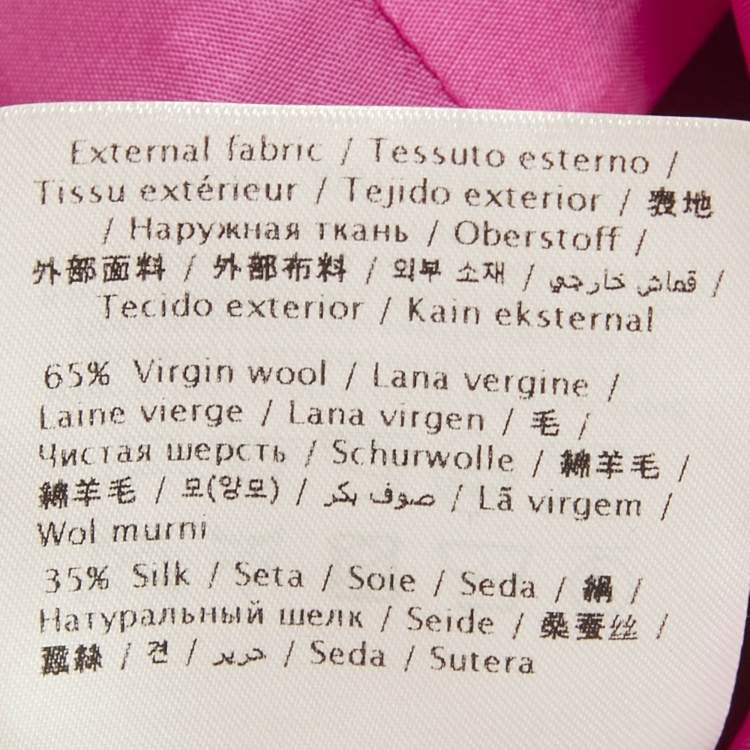 External fabric / Tessuto esterno /
Tissu extérieur / Tejido exterior / 表地
/ Наружная ткань / Oberstoff /
外部面料 / 外部布料 / 외부 소재 / قماش خارجي /
Tecido exterior / Kain eksternal
65% Virgin wool / Lana vergine /
Laine vierge / Lana virgen / 毛 /
Чистая шерсть / Schurwolle / 綿羊毛 /
綿羊毛 / 모(양모) / صوف بكر / Lã virgem /
Wol murni
35% Silk / Seta / Soie / Seda / 絹 /
Натуральный шелк / Seide / 桑蚕丝 /
蠶絲 / 견 / حرير / Seda / Sutera